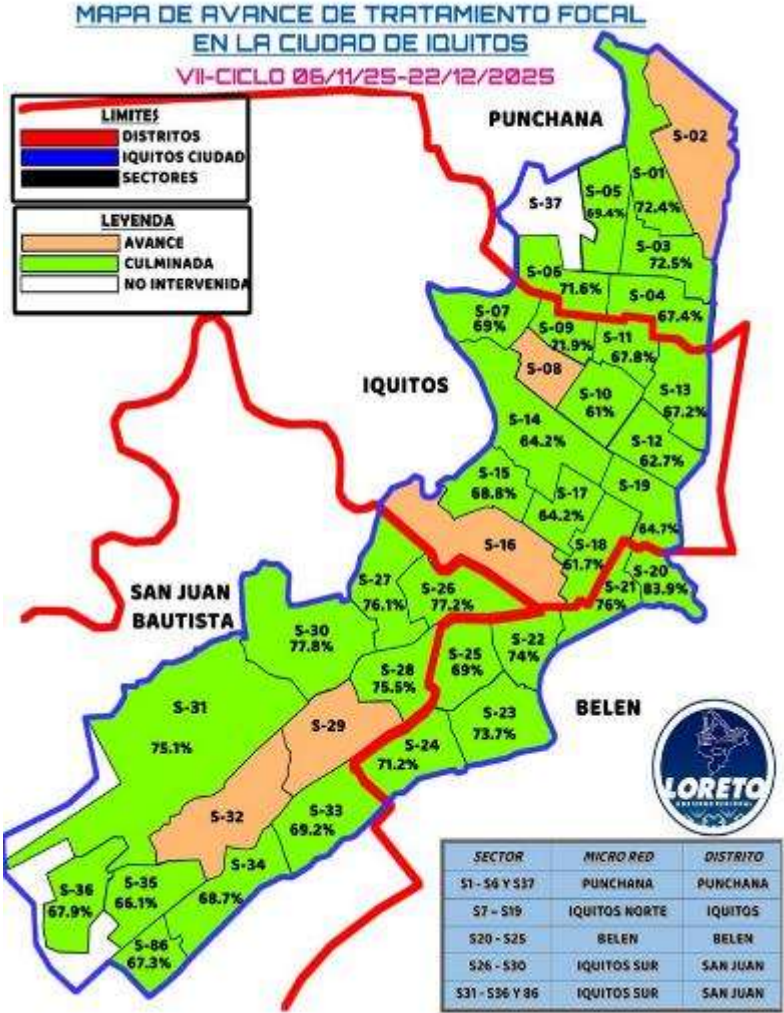 MAPA DE AVANCE DE TRATAMIENTO FOCAL
EN LA CIUDAD DE IQUITOS
VII-CICLO 06/11/25-22/12/2025
LIMITES
DISTRITOS
IQUITOS CIUDAD
SECTORES
LEYENDA
AVANCE
CULMINADA
NO INTERVENIDA
PUNCHANA
S-02
S-01
72.4%
S-05
69.4%
S-37
S-03
72.5%
S-06
71.6%
S-04
67.4%
S-07
69%
S-09
71.9%
S-11
67.8%
S-08
IQUITOS
S-10
61%
S-13
67.2%
S-14
64.2%
S-12
62.7%
S-15
68.8%
S-17
64.2%
S-19
64.7%
S-16
S-18
61.7%
S-20
83.9%
S-21
76%
S-27
76.1%
S-26
77.2%
SAN JUAN
BAUTISTA
S-30
77.8%
S-22
74%
S-25
69%
S-28
75.5%
BELEN
S-31
75.1%
S-29
S-23
73.7%
S-24
71.2%
S-32
S-33
69.2%
S-34
68.7%
S-35
66.1%
S-36
67.9%
S-86
67.3%
LORETO
GOBIERNO REGIONAL
SECTOR MICRO RED DISTRITO
S1 - S6 Y S37 PUNCHANA PUNCHANA
S7 - S19 IQUITOS NORTE IQUITOS
S20 - S25 BELEN BELEN
S26 - S30 IQUITOS SUR SAN JUAN
S31 - S36 Y 86 IQUITOS SUR SAN JUAN